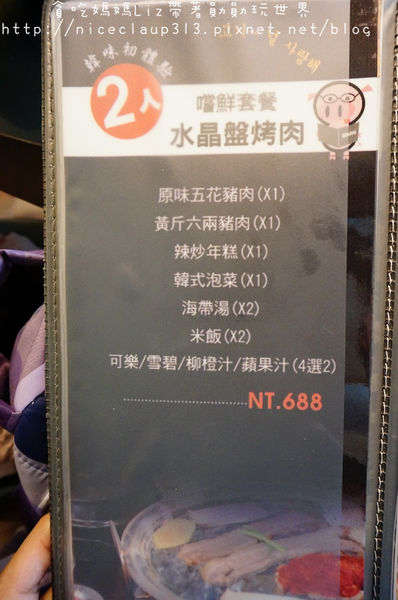 貪吃媽媽Liz帶著勛勛玩世界
http://niceclaup313.pixnet.net/blog
사랑해
韓味初體驗
2人
嚐鮮套餐
水晶盤烤肉
原味五花豬肉(X1)
黃斤六兩豬肉(X1)
辣炒年糕(X1)
韓式泡菜(X1)
海帶湯(X2)
米飯(X2)
可樂/雪碧/柳橙汁/蘋果汁(4選2)
................................NT.688